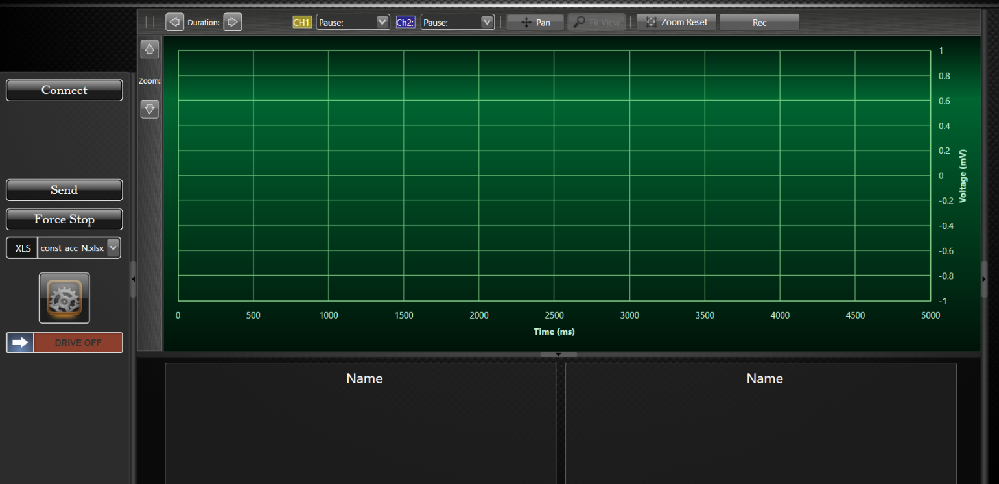 Duration: CH1 Pause: Ch2: Pause: Pan Fit View Zoom Reset Rec
Zoom:
Connect
Send
Force Stop
XLS const_acc_N.xlsx
DRIVE OFF
1
0.8
0.6
0.4
0.2
0
-0.2
-0.4
-0.6
-0.8
-1
Voltage (mV)
0 500 1000 1500 2000 2500 3000 3500 4000 4500 5000
Time (ms)
Name Name